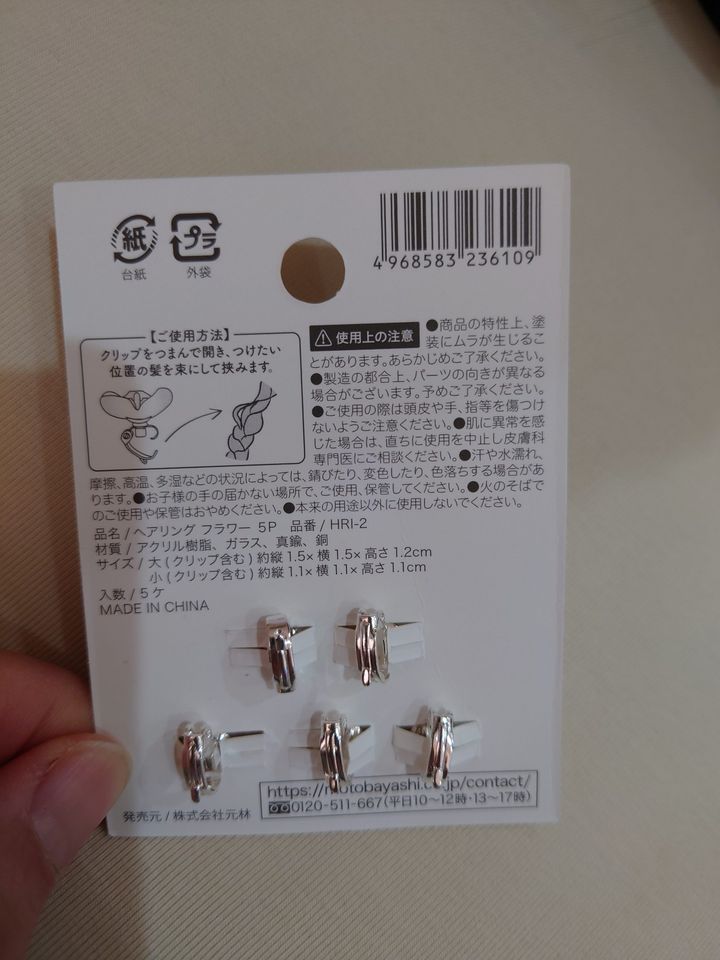 紙
台紙
プラ
外袋
4 968583 236109
【ご使用方法】
クリップをつまんで開き、つけたい
位置の髪を束にして挟みます。
使用上の注意
●商品の特性上、塗
装にムラが生じるこ
とがあります。あらかじめご了承ください。
●製造の都合上、パーツの向きが異なる
場合がございます。予めご了承ください。
●ご使用の際は頭皮や手、指等を傷つけ
ないようご注意ください。●肌に異常を感
じた場合は、直ちに使用を中止し皮膚科
専門医にご相談ください。●汗や水濡れ、
摩擦、高温、多湿などの状況によっては、錆びたり、変色したり、色落ちする場合があ
ります。●お子様の手の届かない場所で、ご使用、保管してください。●火のそばで
のご使用や保管はおやめください。●本来の用途以外に使用しないでください。
品名 / ヘアリング フラワー 5P 品番 / HRI-2
材質 / アクリル樹脂、ガラス、真鍮、銅
サイズ / 大 ( クリップ含む ) 約縦 1.5× 横 1.5× 高さ 1.2cm
小 ( クリップ含む ) 約縦 1.1× 横 1.1× 高さ 1.1cm
入数 / 5 ケ
MADE IN CHINA
https://motobayashi.co.jp/contact/
0120-511-667(平日10〜12時・13〜17時)
発売元 / 株式会社元林